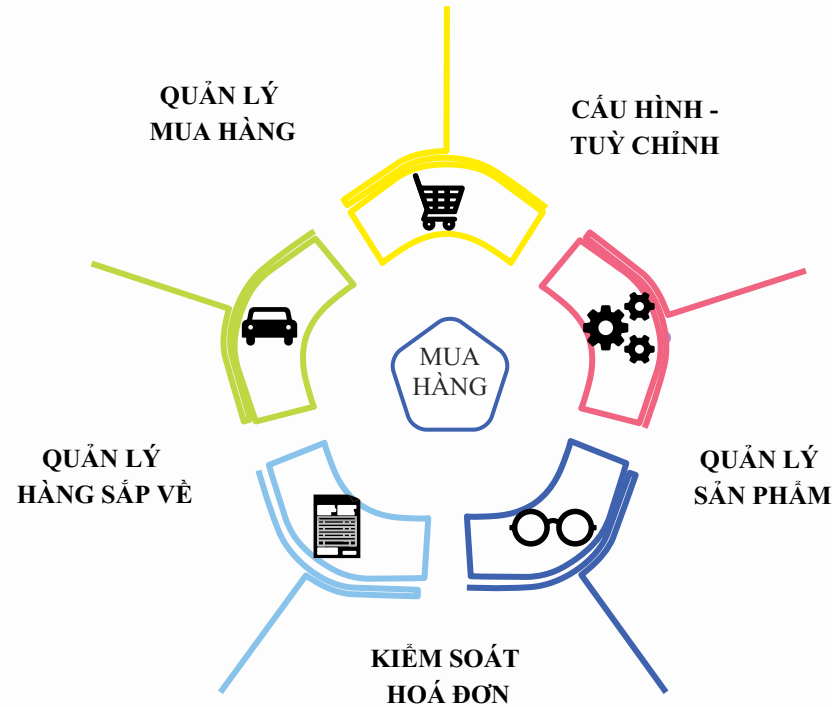 QUẢN LÝ
MUA HÀNG
CẤU HÌNH -
TUỲ CHỈNH
MUA
HÀNG
QUẢN LÝ
HÀNG SẮP VỀ
QUẢN LÝ
SẢN PHẨM
KIỂM SOÁT
HOÁ ĐƠN